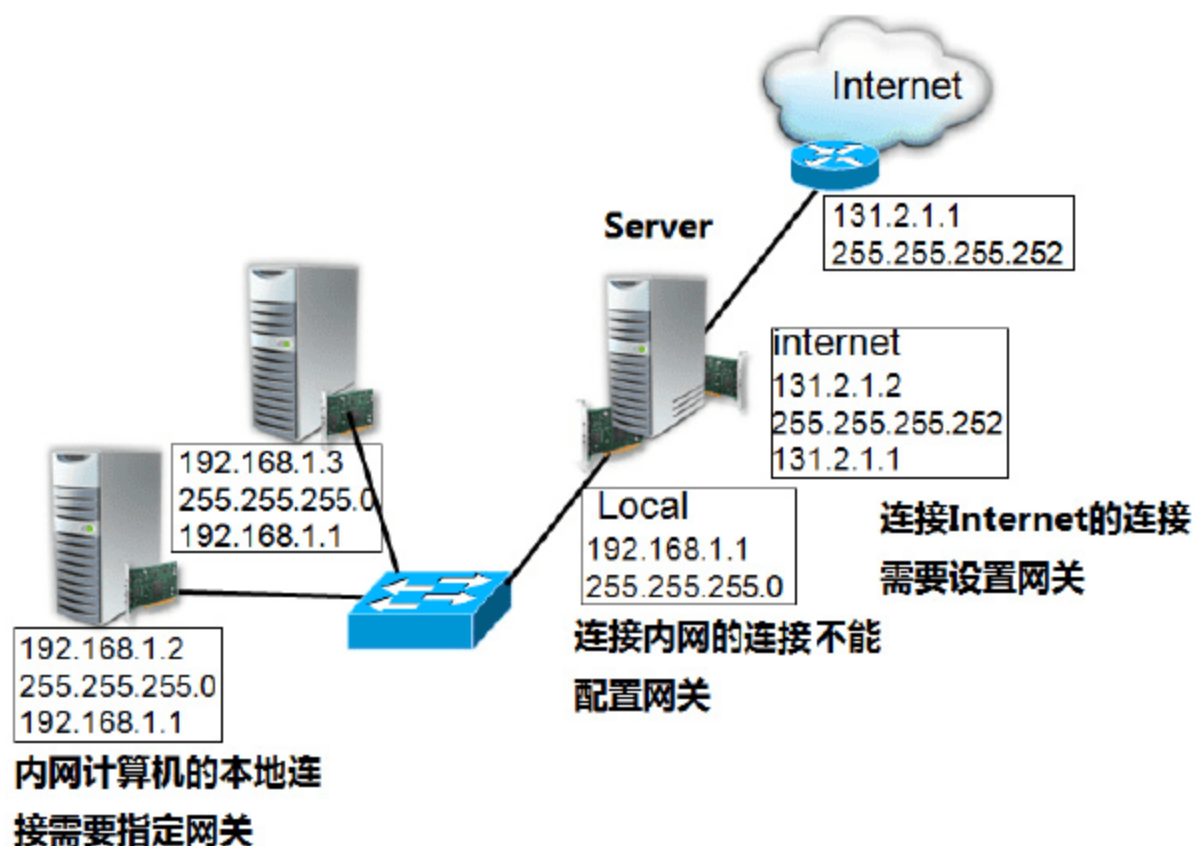 Internet
131.2.1.1
255.255.255.252
Server
internet
131.2.1.2
255.255.255.252
131.2.1.1
连接Internet的连接
需要设置网关
192.168.1.3
255.255.255.0
192.168.1.1
Local
192.168.1.1
255.255.255.0
连接内网的连接不能
配置网关
192.168.1.2
255.255.255.0
192.168.1.1
内网计算机的本地连
接需要指定网关